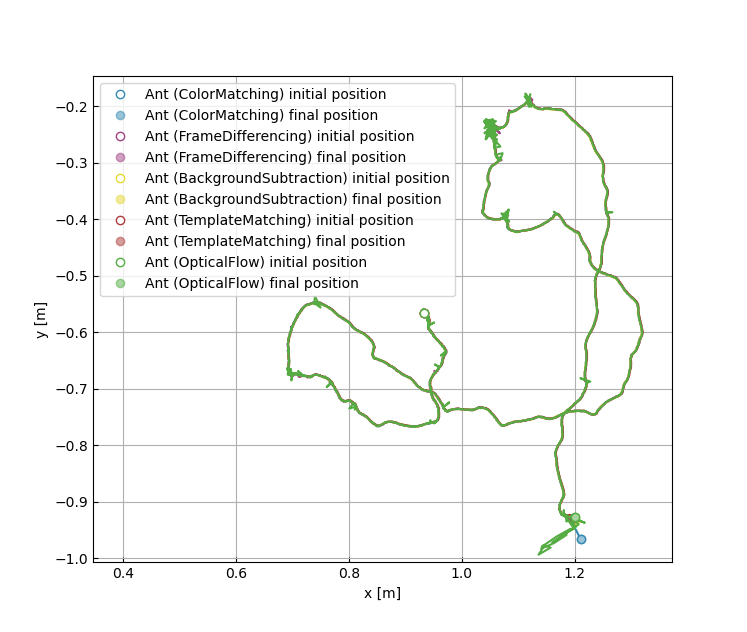 Ant (ColorMatching) initial position
Ant (ColorMatching) final position
Ant (FrameDifferencing) initial position
Ant (FrameDifferencing) final position
Ant (BackgroundSubtraction) initial position
Ant (BackgroundSubtraction) final position
Ant (TemplateMatching) initial position
Ant (TemplateMatching) final position
Ant (OpticalFlow) initial position
Ant (OpticalFlow) final position
y [m]
−0.2
−0.3
−0.4
−0.5
−0.6
−0.7
−0.8
−0.9
−1.0
0.4 0.6 0.8 1.0 1.2
x [m]